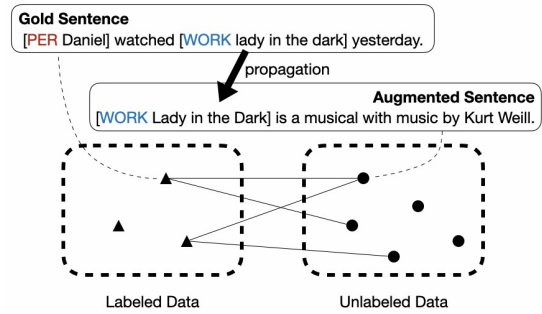 Gold Sentence
[PER Daniel] watched [WORK lady in the dark] yesterday.
propagation
Augmented Sentence
[WORK Lady in the Dark] is a musical with music by Kurt Weill.
Labeled Data
Unlabeled Data